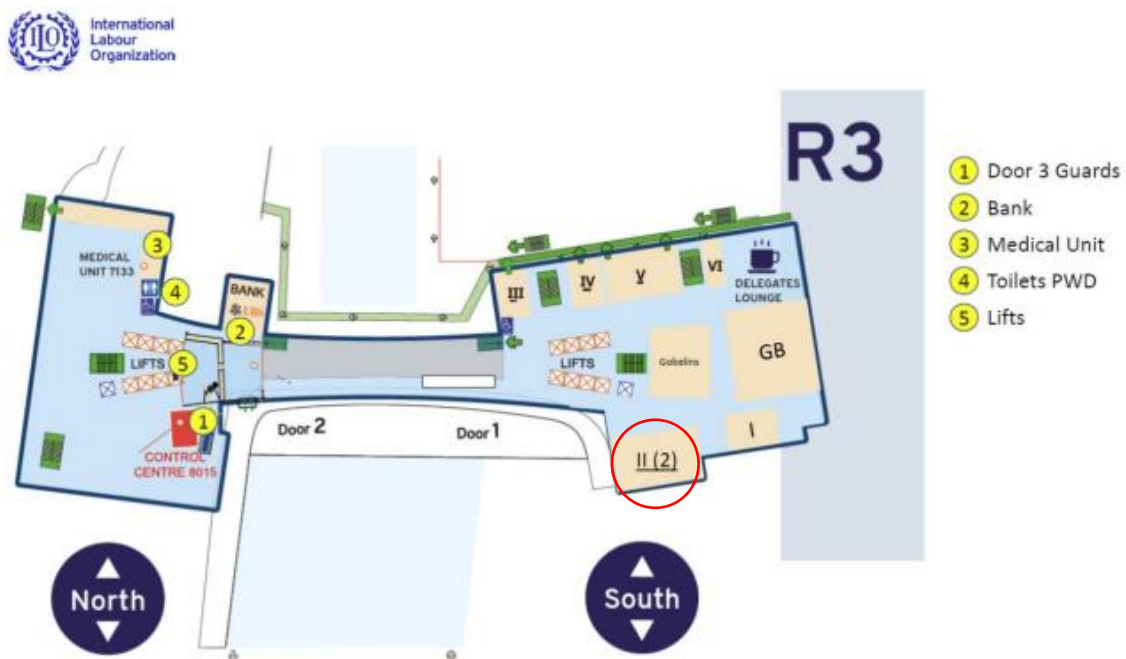 International
Labour
Organization
ILO
R3
1 Door 3 Guards
2 Bank
3 Medical Unit
4 Toilets PWD
5 Lifts
3
MEDICAL
UNIT 7133
4
BANK
UBS
2
LIFTS
5
1
CONTROL
CENTRE 8015
Door 2
Door 1
III
IV
V
VI
DELEGATES
LOUNGE
LIFTS
Gobelins
GB
I
II (2)
North
South